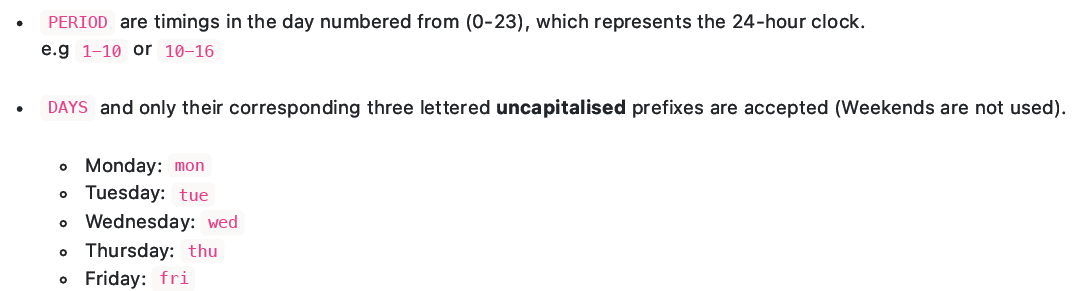 • PERIOD are timings in the day numbered from (0-23), which represents the 24-hour clock.
e.g 1–10 or 10–16
• DAYS and only their corresponding three lettered uncapitalised prefixes are accepted (Weekends are not used).
◦ Monday: mon
◦ Tuesday: tue
◦ Wednesday: wed
◦ Thursday: thu
◦ Friday: fri